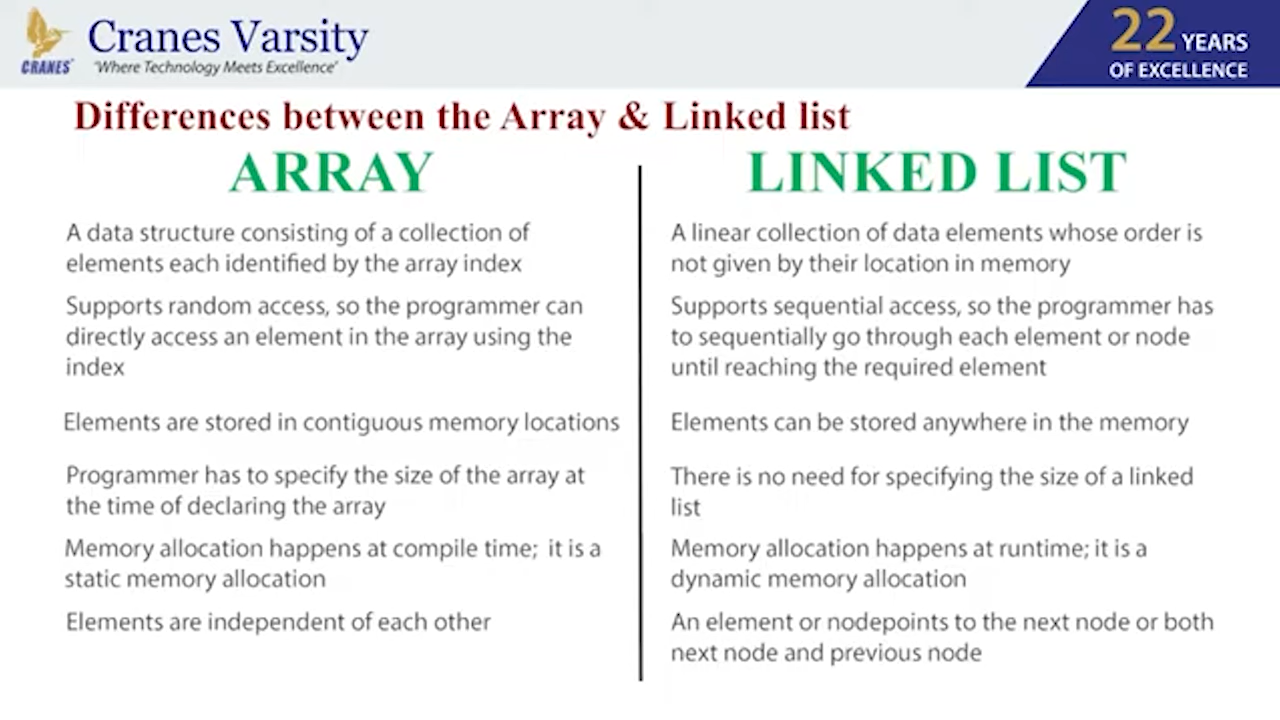 CRANES
Cranes Varsity
"Where Technology Meets Excellence"
22 YEARS
OF EXCELLENCE
Differences between the Array & Linked list
ARRAY
A data structure consisting of a collection of
elements each identified by the array index
Supports random access, so the programmer can
directly access an element in the array using the
index
Elements are stored in contiguous memory locations
Programmer has to specify the size of the array at
the time of declaring the array
Memory allocation happens at compile time; it is a
static memory allocation
Elements are independent of each other
LINKED LIST
A linear collection of data elements whose order is
not given by their location in memory
Supports sequential access, so the programmer has
to sequentially go through each element or node
until reaching the required element
Elements can be stored anywhere in the memory
There is no need for specifying the size of a linked
list
Memory allocation happens at runtime; it is a
dynamic memory allocation
An element or nodepoints to the next node or both
next node and previous node